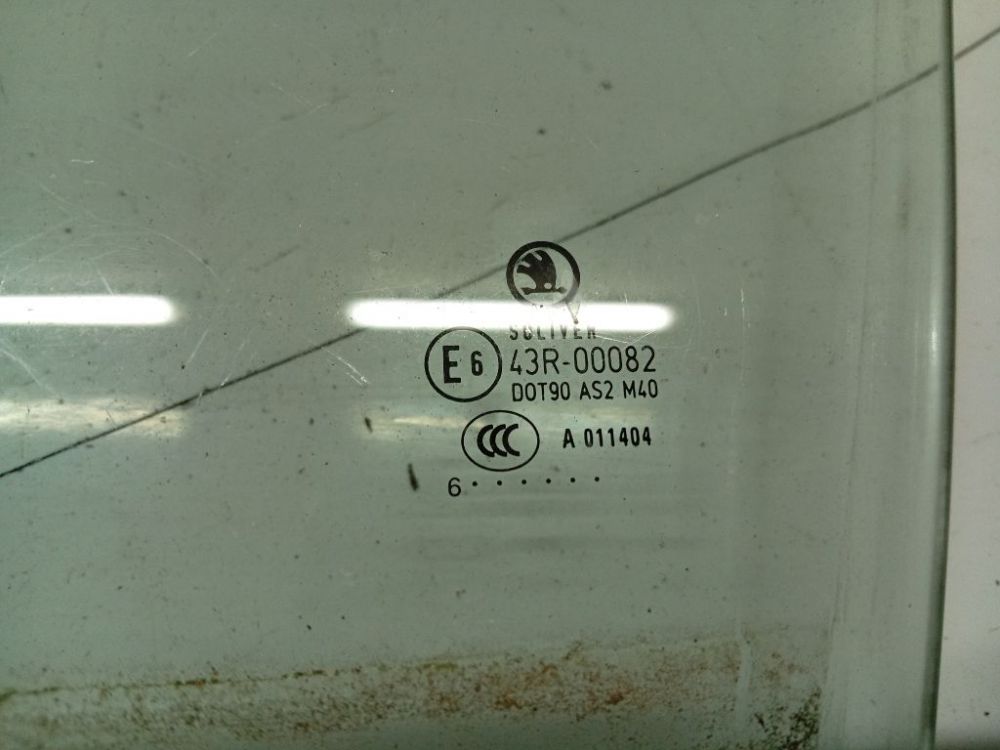 SOLIVER
E6 43R-00082
DOT90 AS2 M40
CCC A 011404
6 · · · · · ·